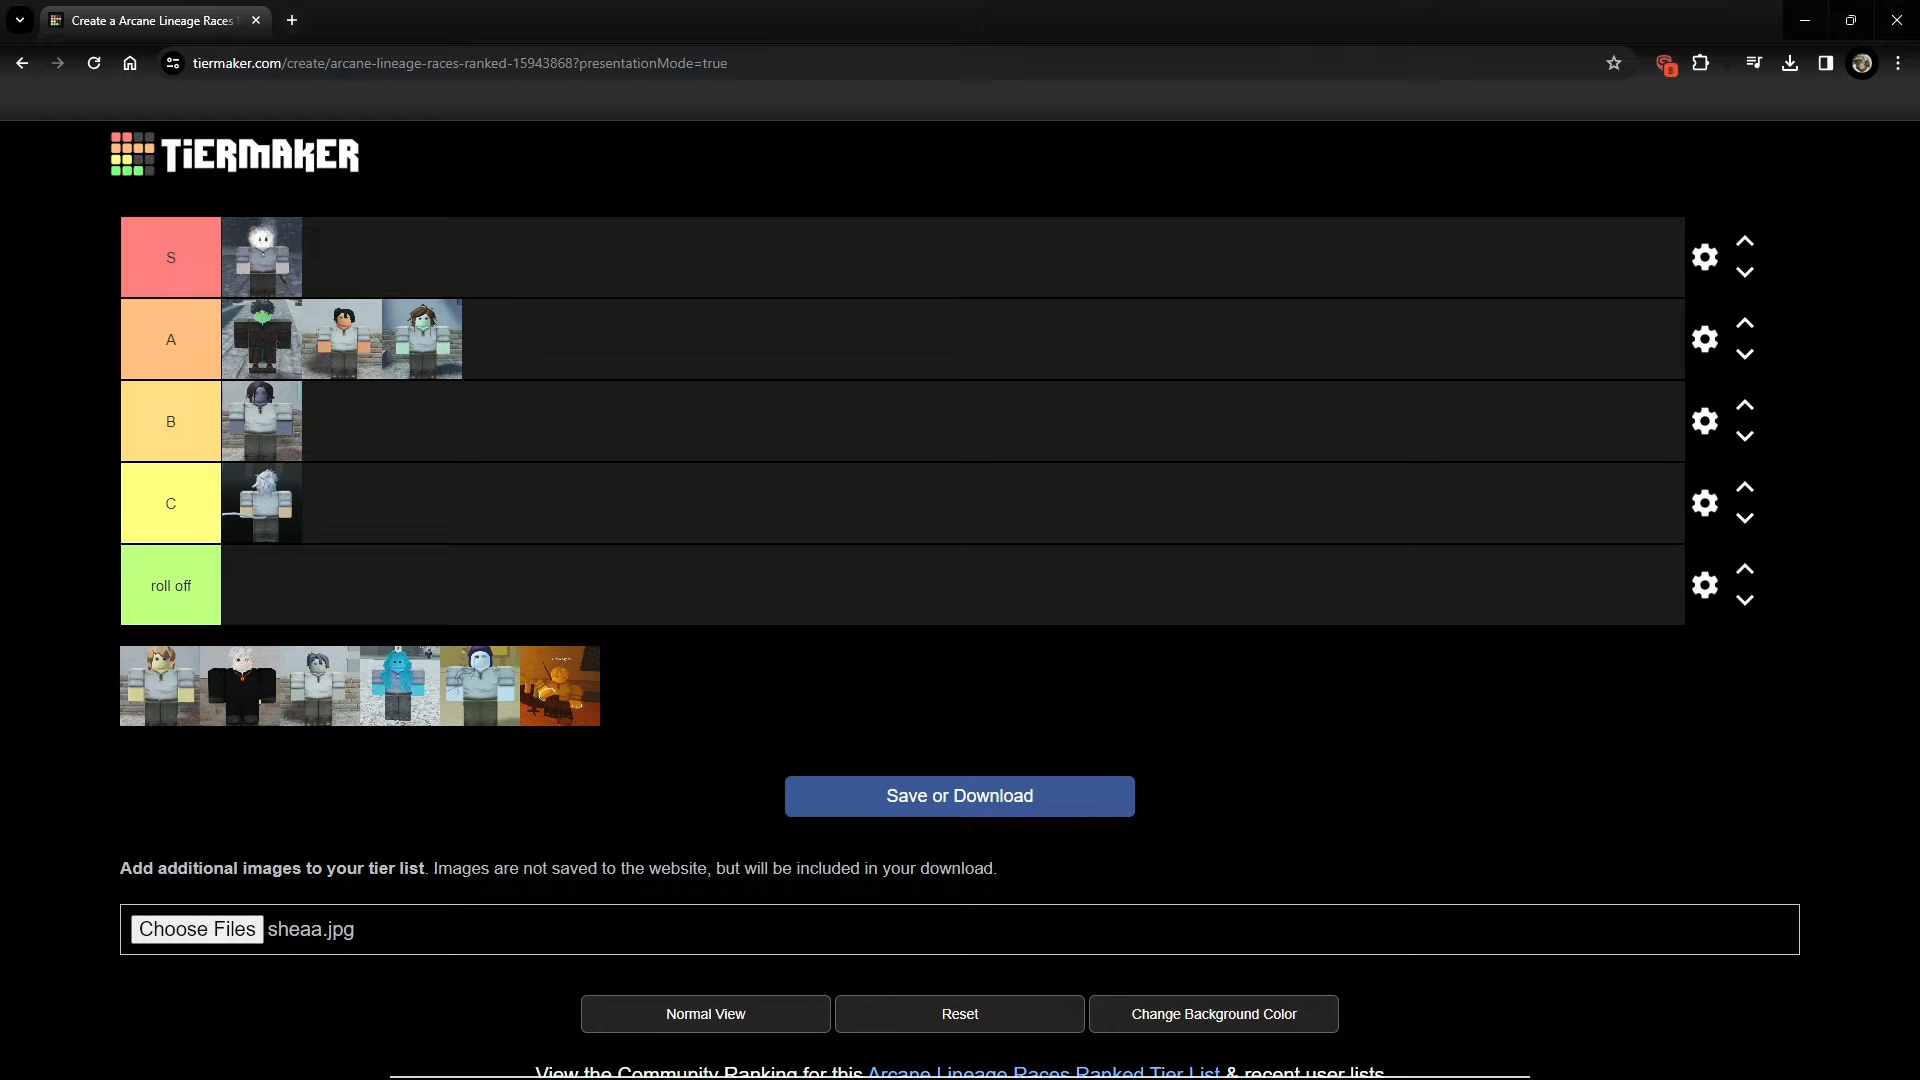 Create a Arcane Lineage Races
tiermaker.com/create/arcane-lineage-races-ranked-15943868?presentationMode=true
8
TiERMAKER
S
A
B
C
roll off
Save or Download
Add additional images to your tier list. Images are not saved to the website, but will be included in your download.
Choose Files sheaa.jpg
Normal View
Reset
Change Background Color
View the Community Ranking for this Arcane Lineage Races Ranked Tier List & recent user lists